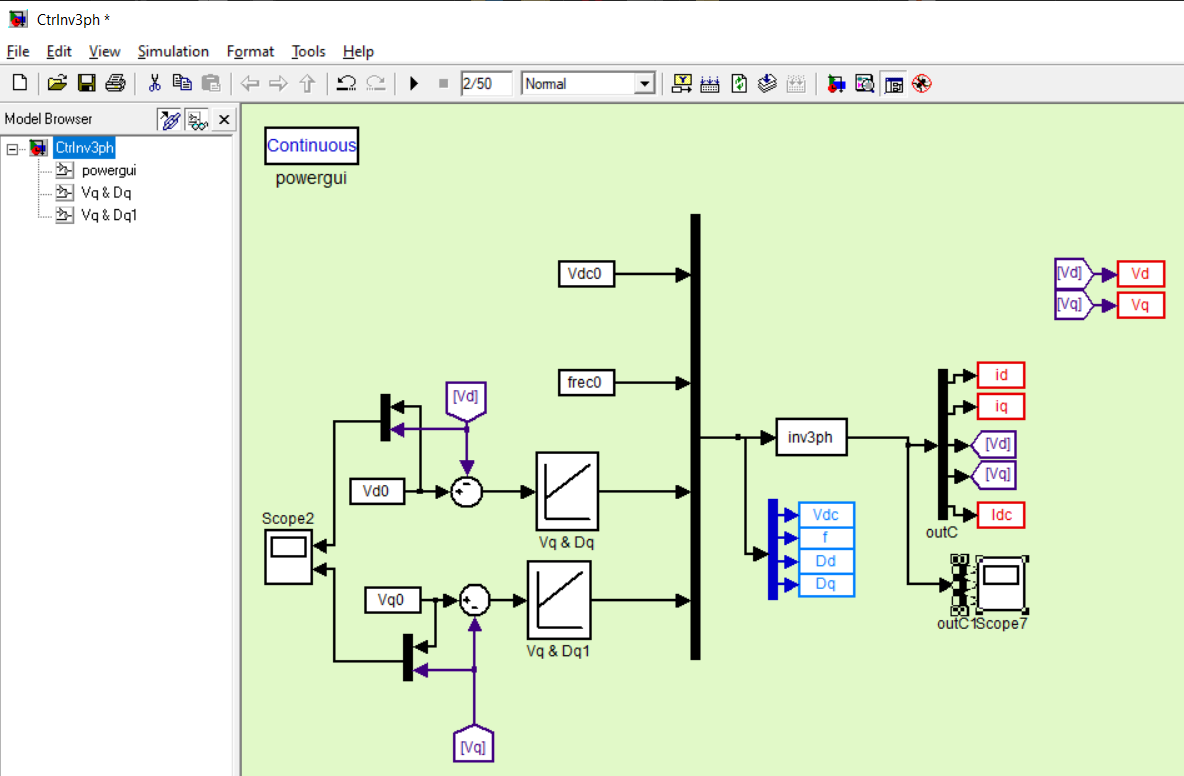 CtrInv3ph *
File Edit View Simulation Format Tools Help
2/50 Normal
Model Browser
CtrInv3ph
powergui
Vq & Dq
Vq & Dq1
Continuous
powergui
Vdc0
[Vd] Vd
[Vq] Vq
frec0
id
iq
[Vd]
[Vd]
inv3ph
[Vq]
Vd0
Vq & Dq
Scope2
Vdc
f
Dd
Dq
Idc
outC
Vq0
Vq & Dq1
outC1 Scope7
[Vq]